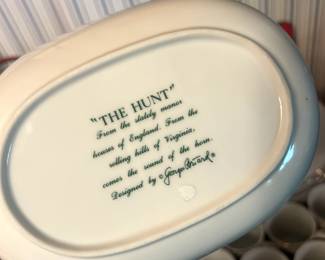 "THE HUNT"
From the stately manor
houses of England. From the
rolling hills of Virginia,
comes the sound of the horn.
Designed by George